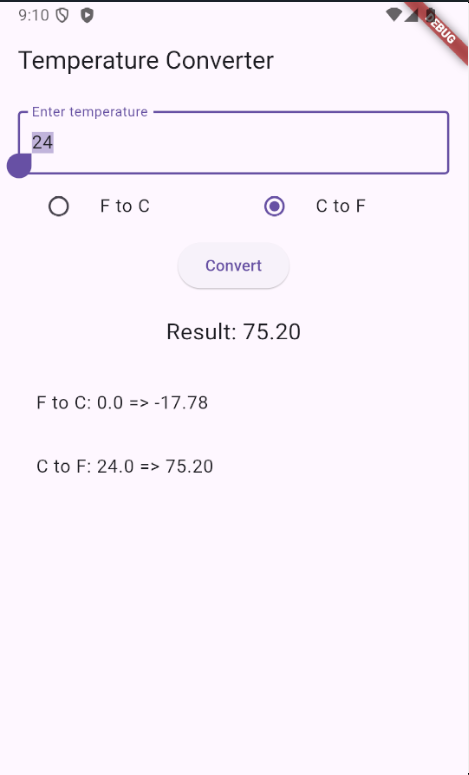 9:10
DEBUG
Temperature Converter
Enter temperature
24
F to C
C to F
Convert
Result: 75.20
F to C: 0.0 => -17.78
C to F: 24.0 => 75.20